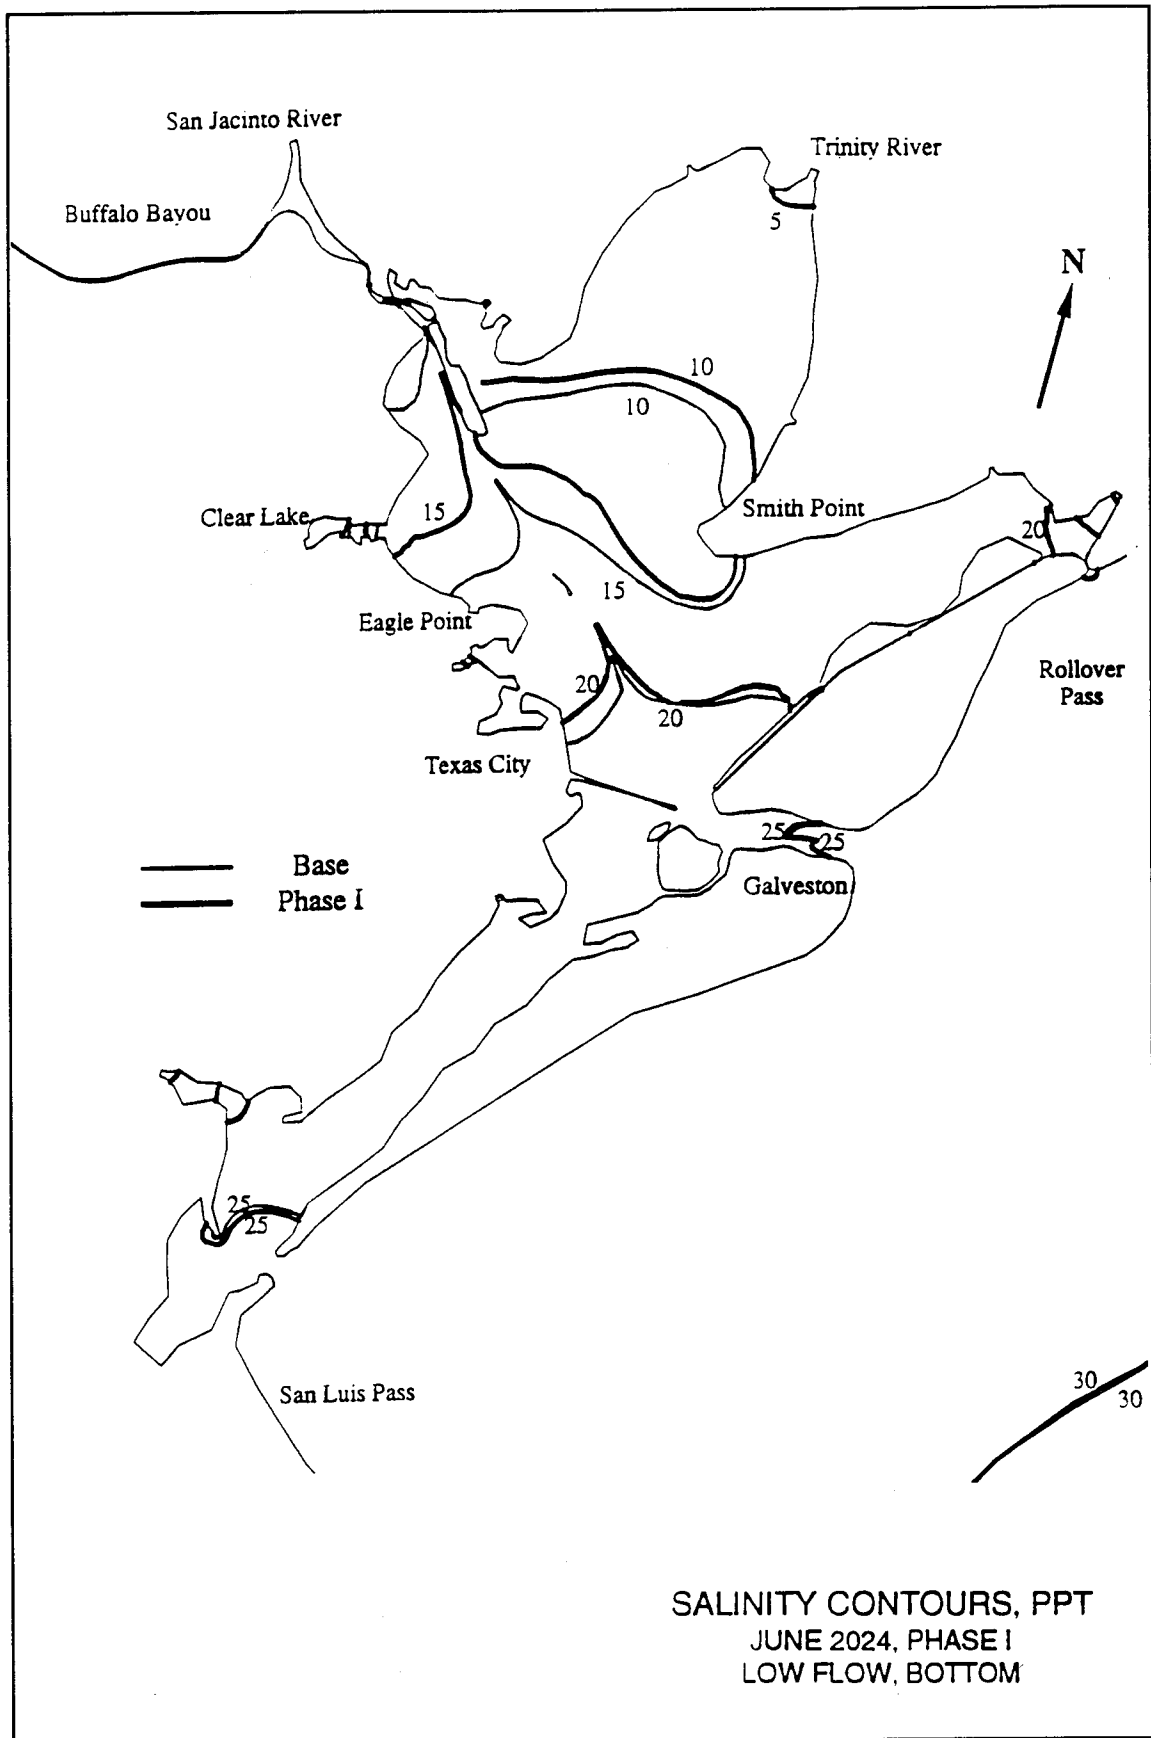 San Jacinto River
Trinity River
Buffalo Bayou
5
N
10
10
Smith Point
Clear Lake
15
20
15
Eagle Point
Rollover
Pass
20
20
Texas City
25
25
Base
Galveston
Phase I
25
25
San Luis Pass
30
30
SALINITY CONTOURS, PPT
JUNE 2024, PHASE I
LOW FLOW, BOTTOM